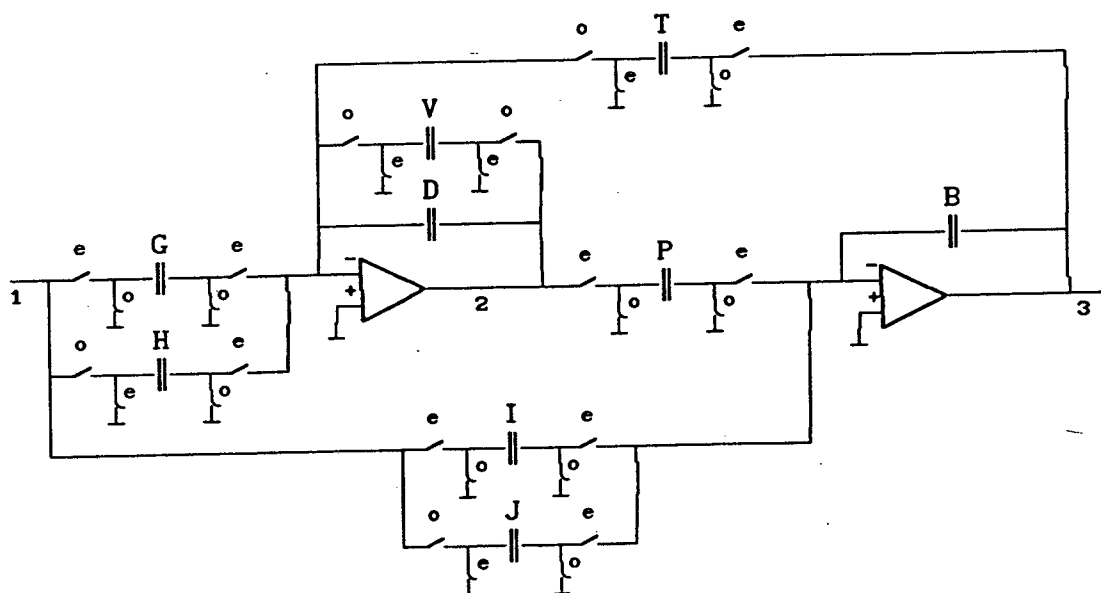 o T e
e o
o V o
e e
D
B
e G e
e P e
1 o o - + 2 o o - + 3
o H e
e o
e I e
o o
o J e
e o